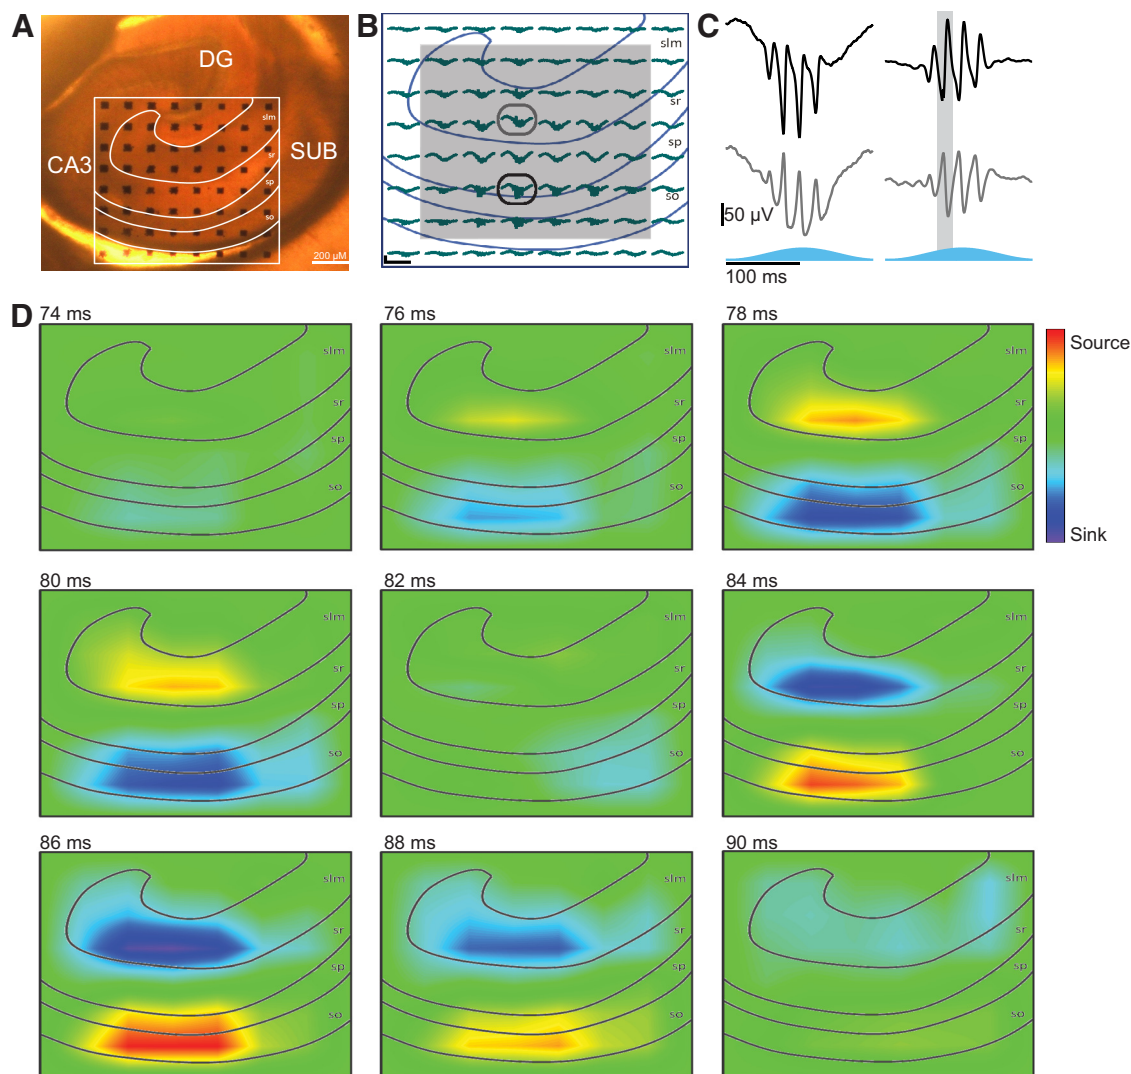 A
DG
CA3
SUB
slm
sr
sp
so
200 µM
B
slm
sr
sp
so
C
50 µV
100 ms
D
74 ms
slm
sr
sp
so
76 ms
slm
sr
sp
so
78 ms
slm
sr
sp
so
Source
Sink
80 ms
slm
sr
sp
so
82 ms
slm
sr
sp
so
84 ms
slm
sr
sp
so
86 ms
slm
sr
sp
so
88 ms
slm
sr
sp
so
90 ms
slm
sr
sp
so